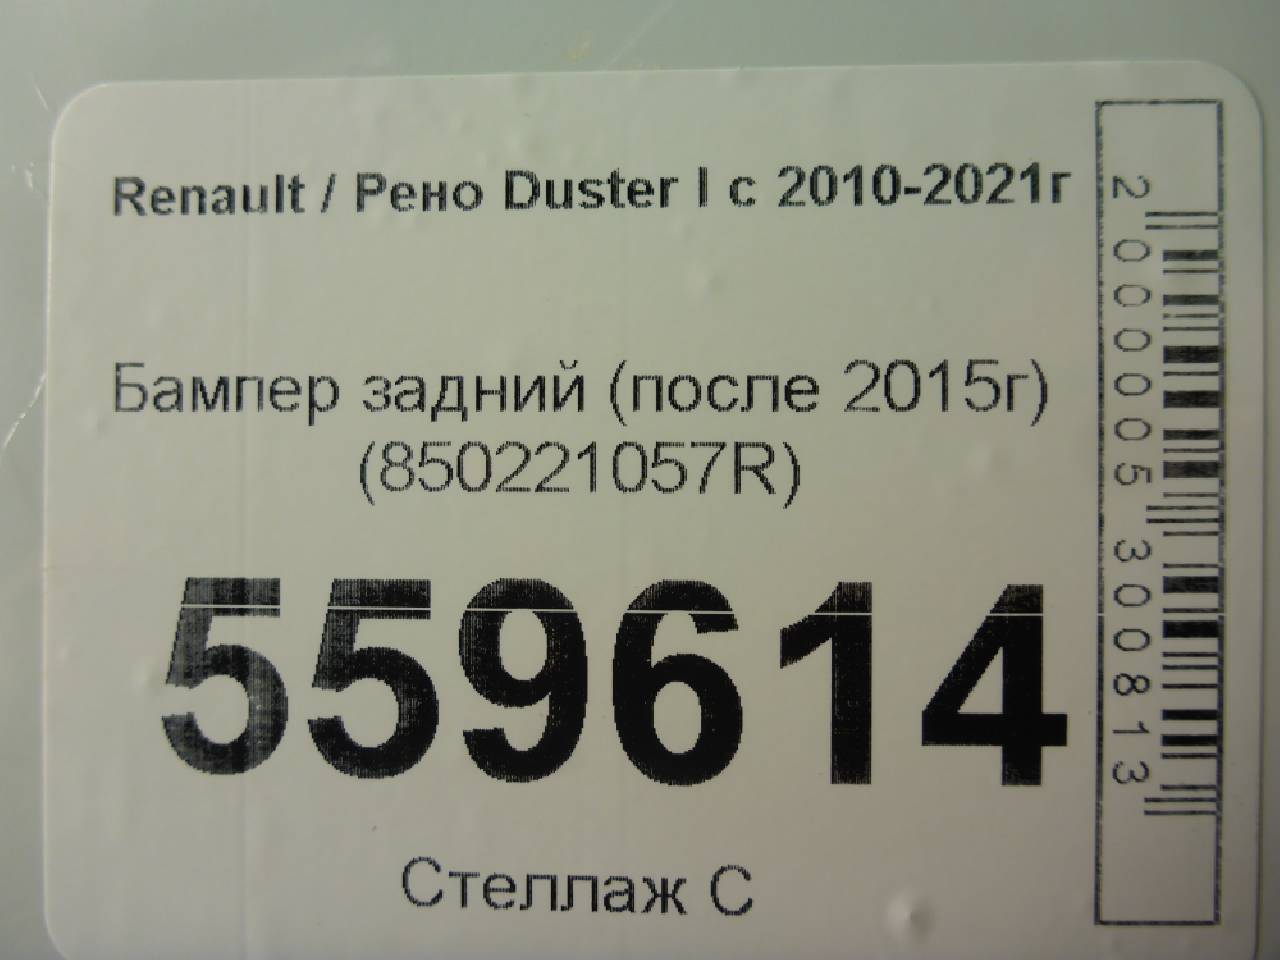 Renault / Рено Duster I с 2010-2021г
Бампер задний (после 2015г)
(850221057R)
559614
Стеллаж С
2000005300813